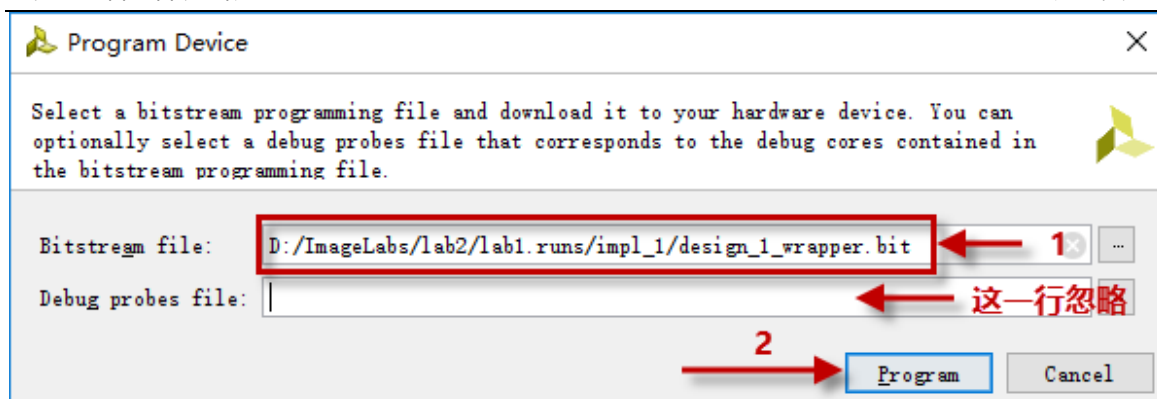 Program Device
Select a bitstream programming file and download it to your hardware device. You can
optionally select a debug probes file that corresponds to the debug cores contained in
the bitstream programming file.
Bitstream file: D:/ImageLabs/lab2/lab1.runs/impl_1/design_1_wrapper.bit 1 ...
Debug probes file: 这一行忽略
2
Program Cancel